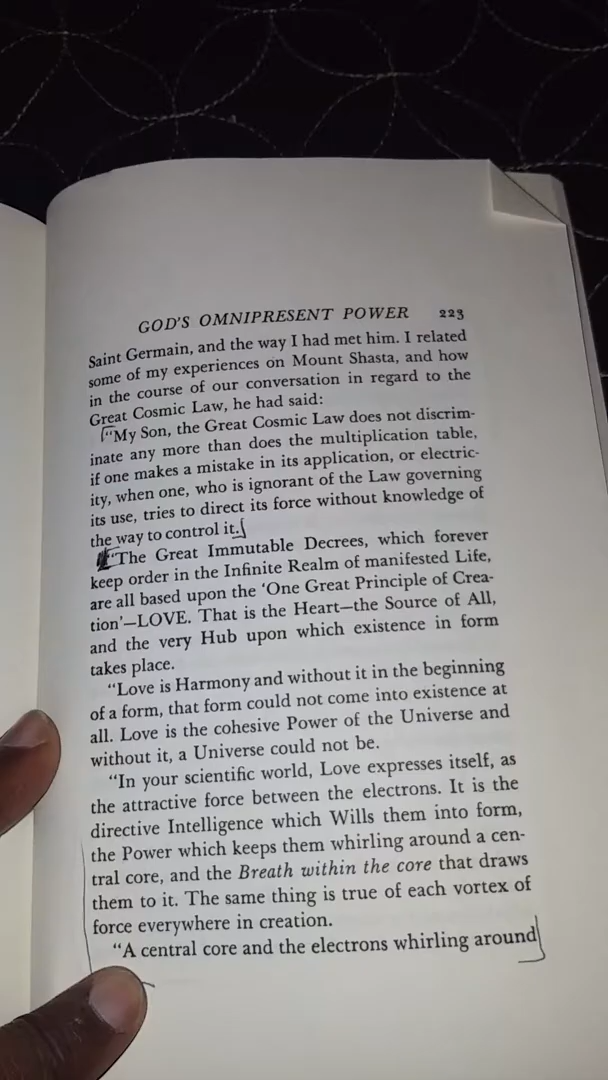 GOD'S OMNIPRESENT POWER 223
Saint Germain, and the way I had met him. I related
some of my experiences on Mount Shasta, and how
in the course of our conversation in regard to the
Great Cosmic Law, he had said:
"My Son, the Great Cosmic Law does not discrim-
inate any more than does the multiplication table,
if one makes a mistake in its application, or electric-
ity, when one, who is ignorant of the Law governing
its use, tries to direct its force without knowledge of
the way to control it.
"The Great Immutable Decrees, which forever
keep order in the Infinite Realm of manifested Life,
are all based upon the 'One Great Principle of Crea-
tion'—LOVE. That is the Heart—the Source of All,
and the very Hub upon which existence in form
takes place.
"Love is Harmony and without it in the beginning
of a form, that form could not come into existence at
all. Love is the cohesive Power of the Universe and
without it, a Universe could not be.
"In your scientific world, Love expresses itself, as
the attractive force between the electrons. It is the
directive Intelligence which Wills them into form,
the Power which keeps them whirling around a cen-
tral core, and the Breath within the core that draws
them to it. The same thing is true of each vortex of
force everywhere in creation.
"A central core and the electrons whirling around